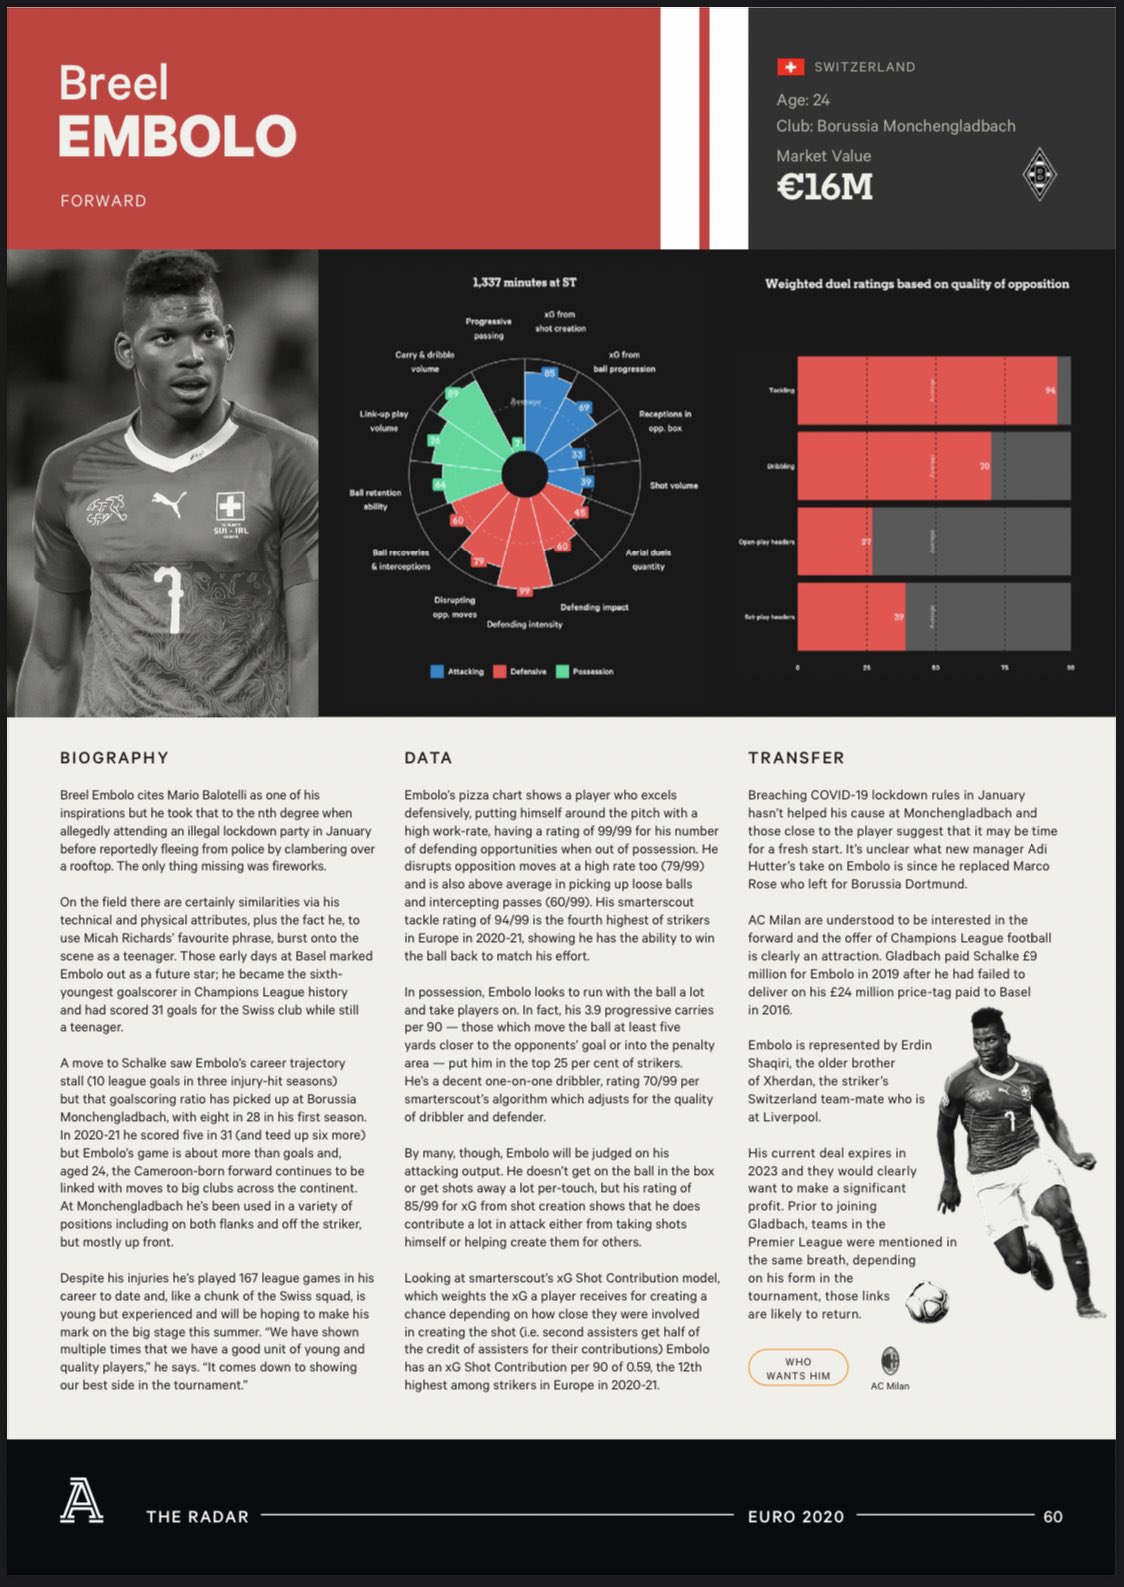 Breel
EMBOLO
FORWARD
SWITZERLAND
Age: 24
Club: Borussia Monchengladbach
Market Value
€16M
B
SUI - IRL
7
1,337 minutes at ST
Progressive
passing
xG from
shot creation
Carry & dribble
volume
xG from
ball progression
Link-up play
volume
Receptions in
opp. box
Ball retention
ability
Shot volume
Ball recoveries
& interceptions
Aerial duels
quantity
Disrupting
opp. moves
Defending impact
Defending intensity
Average
85
69
33
39
45
60
99
79
60
64
76
89
7
Attacking
Defensive
Possession
Weighted duel ratings based on quality of opposition
Tackling
Average
94
Dribbling
Average
70
Open-play headers
27
Average
Set-play headers
39
Average
0 25 50 75 99
BIOGRAPHY
Breel Embolo cites Mario Balotelli as one of his
inspirations but he took that to the nth degree when
allegedly attending an illegal lockdown party in January
before reportedly fleeing from police by clambering over
a rooftop. The only thing missing was fireworks.
On the field there are certainly similarities via his
technical and physical attributes, plus the fact he, to
use Micah Richards' favourite phrase, burst onto the
scene as a teenager. Those early days at Basel marked
Embolo out as a future star; he became the sixth-
youngest goalscorer in Champions League history
and had scored 31 goals for the Swiss club while still
a teenager.
A move to Schalke saw Embolo's career trajectory
stall (10 league goals in three injury-hit seasons)
but that goalscoring ratio has picked up at Borussia
Monchengladbach, with eight in 28 in his first season.
In 2020-21 he scored five in 31 (and teed up six more)
but Embolo's game is about more than goals and,
aged 24, the Cameroon-born forward continues to be
linked with moves to big clubs across the continent.
At Monchengladbach he's been used in a variety of
positions including on both flanks and off the striker,
but mostly up front.
Despite his injuries he's played 167 league games in his
career to date and, like a chunk of the Swiss squad, is
young but experienced and will be hoping to make his
mark on the big stage this summer. "We have shown
multiple times that we have a good unit of young and
quality players," he says. "It comes down to showing
our best side in the tournament."
DATA
Embolo's pizza chart shows a player who excels
defensively, putting himself around the pitch with a
high work-rate, having a rating of 99/99 for his number
of defending opportunities when out of possession. He
disrupts opposition moves at a high rate too (79/99)
and is also above average in picking up loose balls
and intercepting passes (60/99). His smarterscout
tackle rating of 94/99 is the fourth highest of strikers
in Europe in 2020-21, showing he has the ability to win
the ball back to match his effort.
In possession, Embolo looks to run with the ball a lot
and take players on. In fact, his 3.9 progressive carries
per 90 — those which move the ball at least five
yards closer to the opponents' goal or into the penalty
area — put him in the top 25 per cent of strikers.
He's a decent one-on-one dribbler, rating 70/99 per
smarterscout's algorithm which adjusts for the quality
of dribbler and defender.
By many, though, Embolo will be judged on his
attacking output. He doesn't get on the ball in the box
or get shots away a lot per-touch, but his rating of
85/99 for xG from shot creation shows that he does
contribute a lot in attack either from taking shots
himself or helping create them for others.
Looking at smarterscout's xG Shot Contribution model,
which weights the xG a player receives for creating a
chance depending on how close they were involved
in creating the shot (i.e. second assisters get half of
the credit of assisters for their contributions) Embolo
has an xG Shot Contribution per 90 of 0.59, the 12th
highest among strikers in Europe in 2020-21.
TRANSFER
Breaching COVID-19 lockdown rules in January
hasn't helped his cause at Monchengladbach and
those close to the player suggest that it may be time
for a fresh start. It's unclear what new manager Adi
Hutter's take on Embolo is since he replaced Marco
Rose who left for Borussia Dortmund.
AC Milan are understood to be interested in the
forward and the offer of Champions League football
is clearly an attraction. Gladbach paid Schalke £9
million for Embolo in 2019 after he had failed to
deliver on his £24 million price-tag paid to Basel
in 2016.
Embolo is represented by Erdin
Shaqiri, the older brother
of Xherdan, the striker's
Switzerland team-mate who is
at Liverpool.
His current deal expires in
2023 and they would clearly
want to make a significant
profit. Prior to joining
Gladbach, teams in the
Premier League were mentioned in
the same breath, depending
on his form in the
tournament, those links
are likely to return.
7
WHO
WANTS HIM
AC Milan
A
THE RADAR
EURO 2020
60